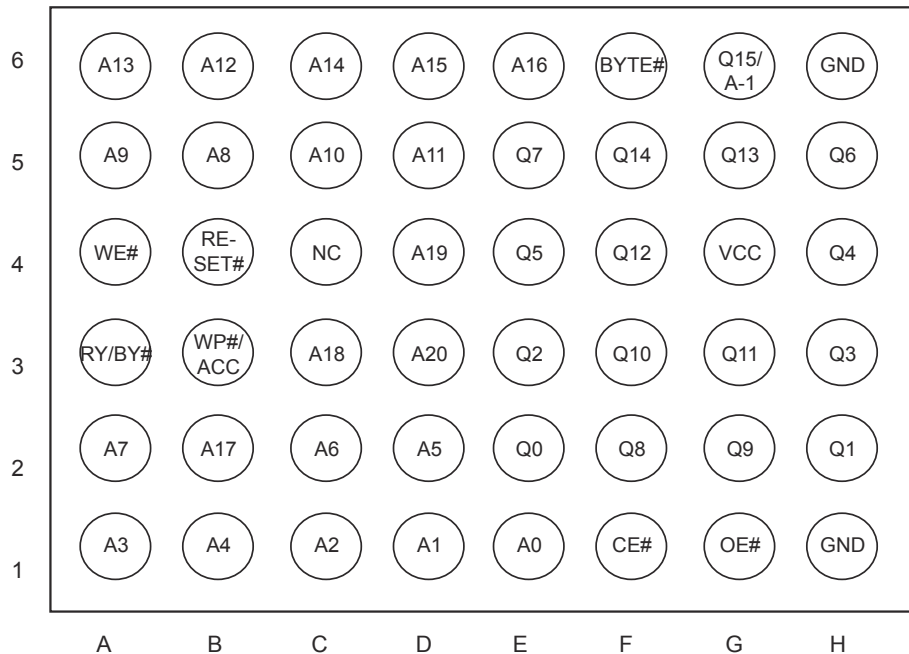 6 A13 A12 A14 A15 A16 BYTE# Q15/ A-1 GND
5 A9 A8 A10 A11 Q7 Q14 Q13 Q6
4 WE# RE- SET# NC A19 Q5 Q12 VCC Q4
3 RY/BY# WP#/ ACC A18 A20 Q2 Q10 Q11 Q3
2 A7 A17 A6 A5 Q0 Q8 Q9 Q1
1 A3 A4 A2 A1 A0 CE# OE# GND
A B C D E F G H